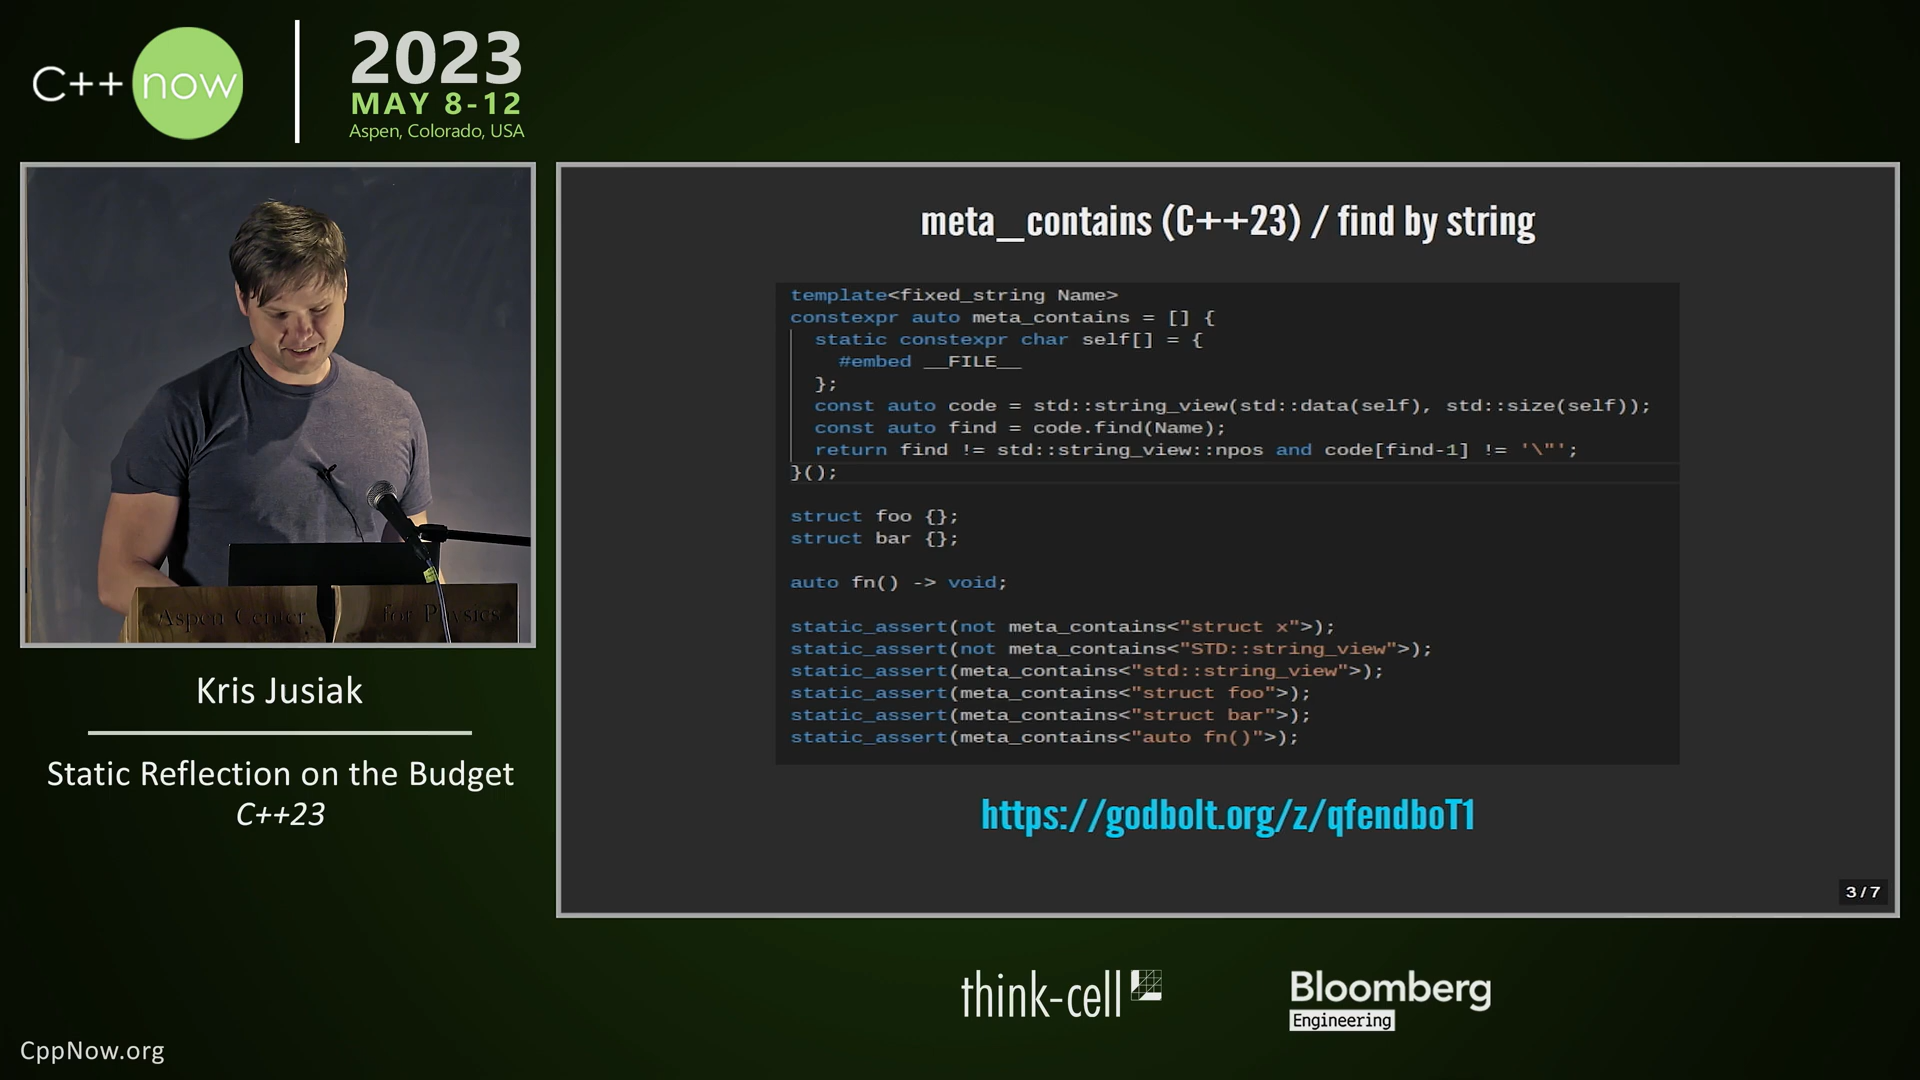 C++ now
2023
MAY 8-12
Aspen, Colorado, USA
Aspen Center for Physics
Kris Jusiak
Static Reflection on the Budget
C++23
meta_contains (C++23) / find by string
template<fixed_string Name>
constexpr auto meta_contains = [] {
  static constexpr char self[] = {
    #embed __FILE__
  };
  const auto code = std::string_view(std::data(self), std::size(self));
  const auto find = code.find(Name);
  return find != std::string_view::npos and code[find-1] != '\"';
}();
struct foo {};
struct bar {};
auto fn() -> void;
static_assert(not meta_contains<"struct x">);
static_assert(not meta_contains<"STD::string_view">);
static_assert(meta_contains<"std::string_view">);
static_assert(meta_contains<"struct foo">);
static_assert(meta_contains<"struct bar">);
static_assert(meta_contains<"auto fn()">);
https://godbolt.org/z/qfendboT1
3/7
think-cell
Bloomberg
Engineering
CppNow.org